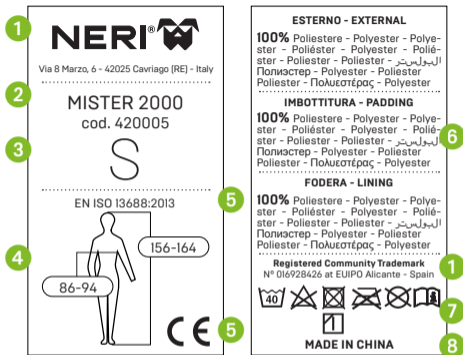 1
NERI®
Via 8 Marzo, 6 - 42025 Cavriago (RE) - Italy
2
MISTER 2000
cod. 420005
3
S
EN ISO 13688:2013
5
4
156-164
86-94
CE
5
ESTERNO - EXTERNAL
100% Poliestere - Polyester - Polye-
ster - Poliéster - Polyester - Polié-
ster - Poliester - Polyester - البوليستر
Полиэстер - Polyester - Poliester
Poliester - Πολυεστέρας - Polyester
IMBOTTITURA - PADDING
100% Poliestere - Polyester - Polye-
ster - Poliéster - Polyester - Polié-
ster - Poliester - Polyester - البوليستر
6
Полиэстер - Polyester - Poliester
Poliester - Πολυεστέρας - Polyester
FODERA - LINING
100% Poliestere - Polyester - Polye-
ster - Poliéster - Polyester - Polié-
ster - Poliester - Polyester - البوليستر
Полиэстер - Polyester - Poliester
Poliester - Πολυεστέρας - Polyester
Registered Community Trademark
1
N° 016928426 at EUIPO Alicante - Spain
40
7
1
MADE IN CHINA
8